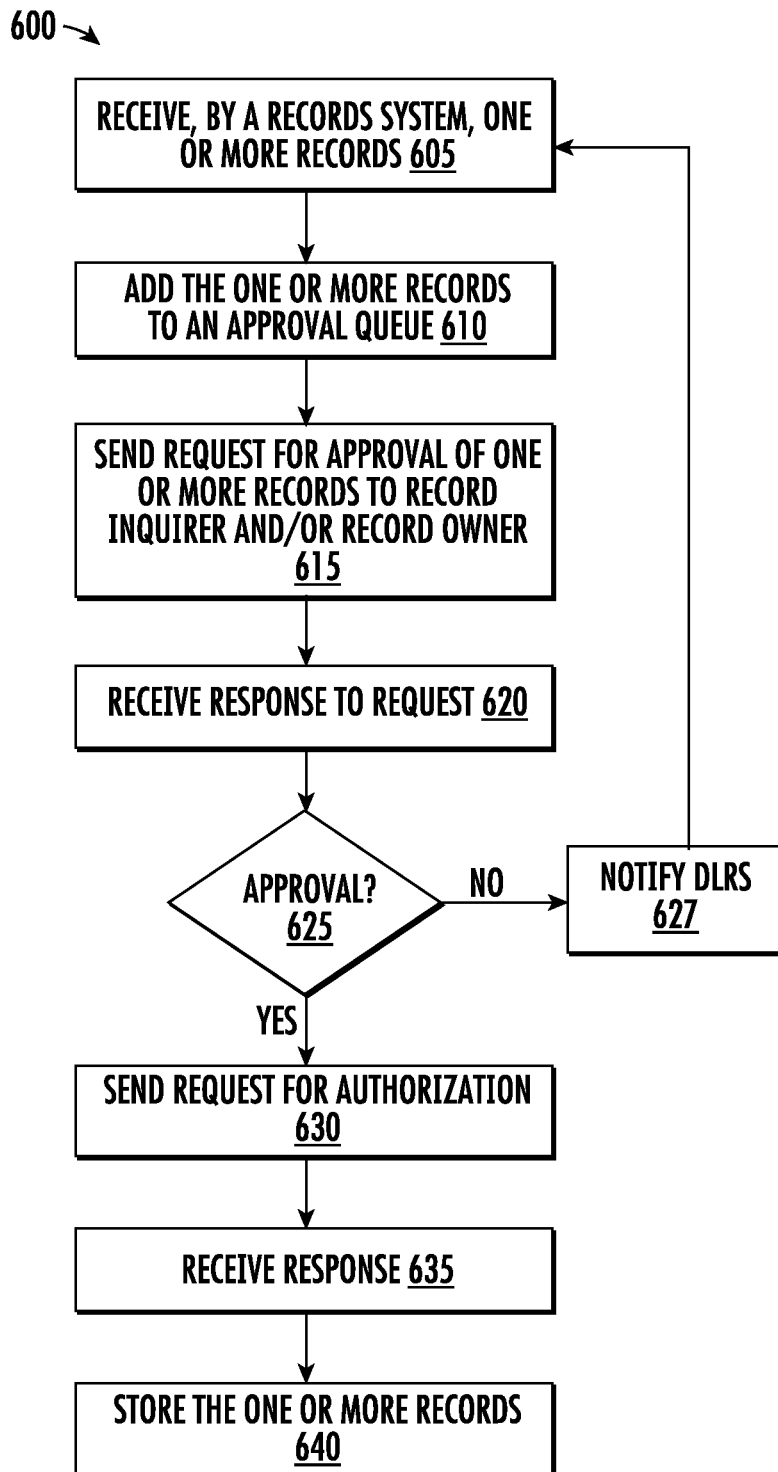 600
RECEIVE, BY A RECORDS SYSTEM, ONE
OR MORE RECORDS 605
ADD THE ONE OR MORE RECORDS
TO AN APPROVAL QUEUE 610
SEND REQUEST FOR APPROVAL OF ONE
OR MORE RECORDS TO RECORD
INQUIRER AND/OR RECORD OWNER
615
RECEIVE RESPONSE TO REQUEST 620
APPROVAL?
625
NO
NOTIFY DLRS
627
YES
SEND REQUEST FOR AUTHORIZATION
630
RECEIVE RESPONSE 635
STORE THE ONE OR MORE RECORDS
640